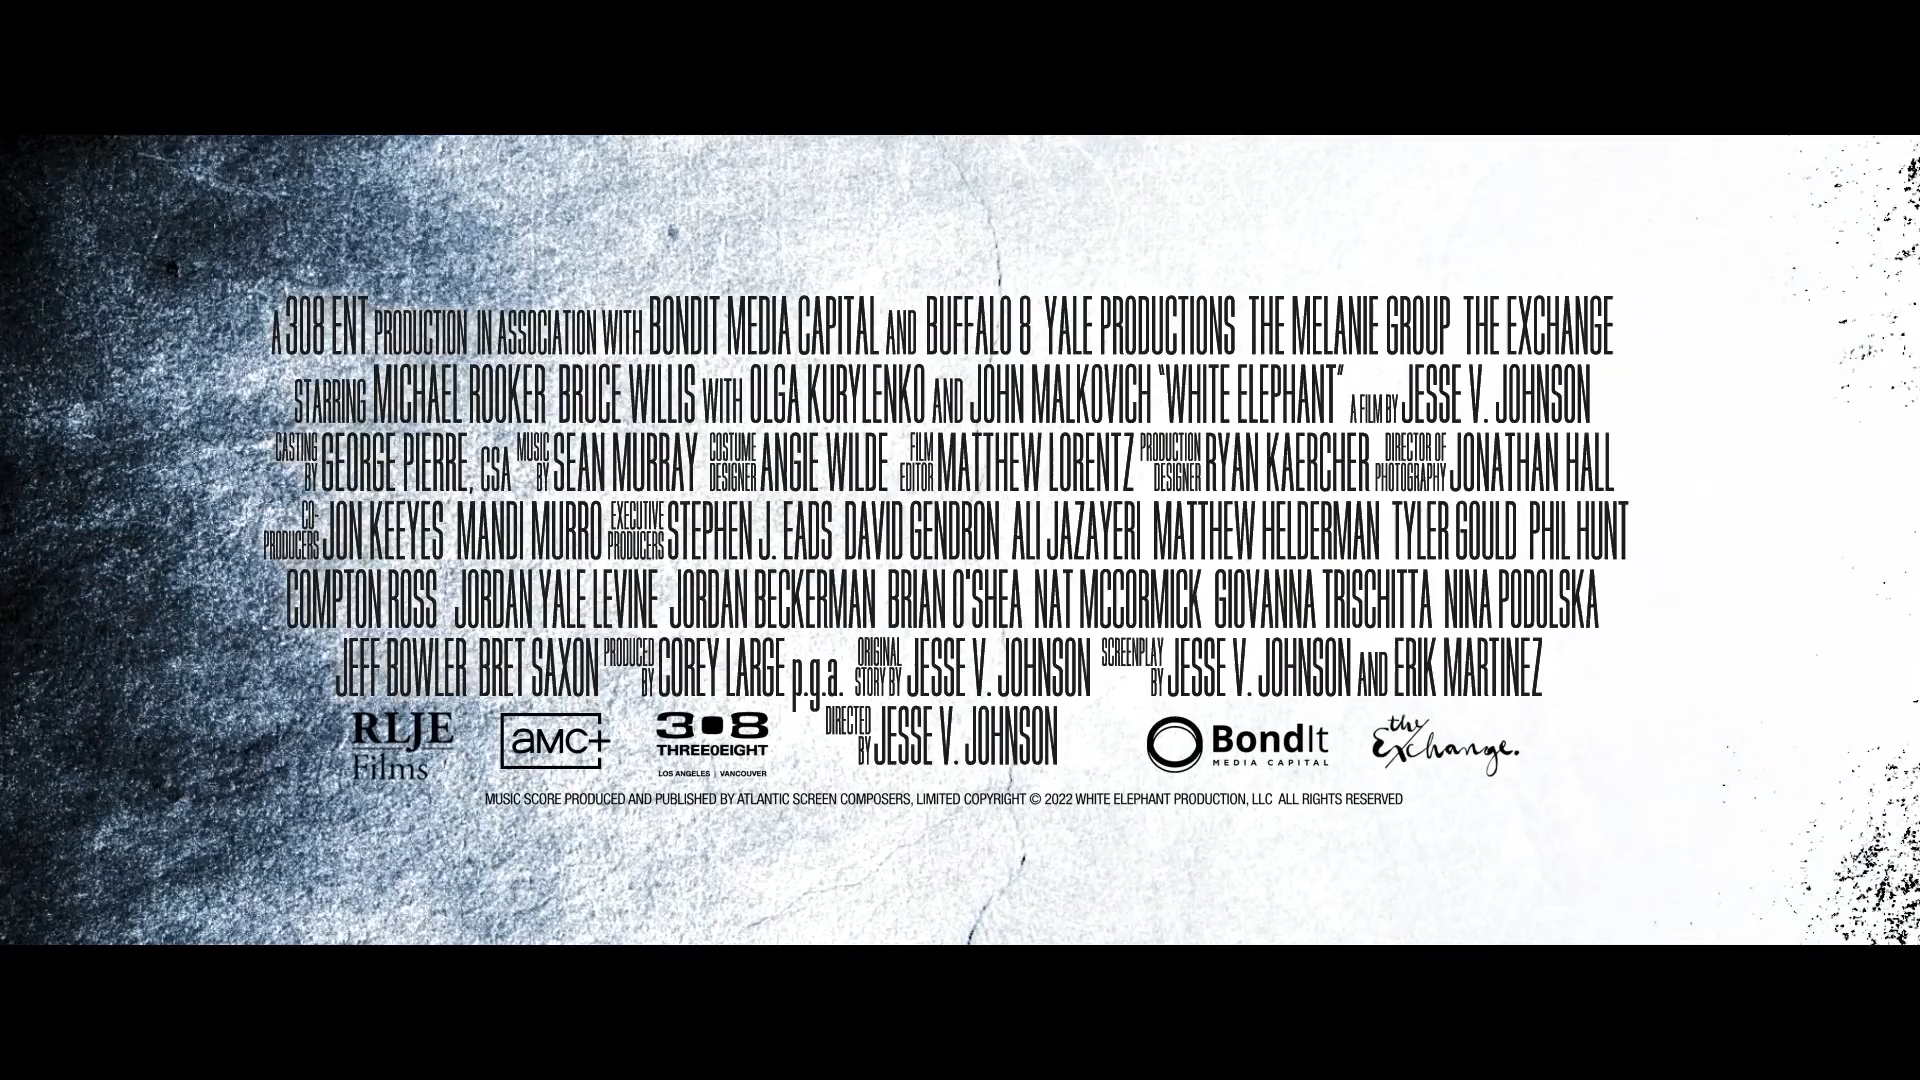 A 308 ENT PRODUCTION IN ASSOCIATION WITH BONDIT MEDIA CAPITAL AND BUFFALO 8 YALE PRODUCTIONS THE MELANIE GROUP THE EXCHANGE
STARRING MICHAEL ROOKER BRUCE WILLIS WITH OLGA KURYLENKO AND JOHN MALKOVICH "WHITE ELEPHANT" A FILM BY JESSE V. JOHNSON
CASTING BY GEORGE PIERRE, CSA MUSIC BY SEAN MURRAY COSTUME DESIGNER ANGIE WILDE FILM EDITOR MATTHEW LORENTZ PRODUCTION DESIGNER RYAN KAERCHER DIRECTOR OF PHOTOGRAPHY JONATHAN HALL
CO-PRODUCERS JON KEEYES MANDI MURRO EXECUTIVE PRODUCERS STEPHEN J. EADS DAVID GENDRON ALI JAZAYERI MATTHEW HELDERMAN TYLER GOULD PHIL HUNT
COMPTON ROSS JORDAN YALE LEVINE JORDAN BECKERMAN BRIAN O'SHEA NAT MCCORMICK GIOVANNA TRISCHITTA NINA PODOLSKA
JEFF BOWLER BRET SAXON PRODUCED BY COREY LARGE p.g.a. ORIGINAL STORY BY JESSE V. JOHNSON SCREENPLAY BY JESSE V. JOHNSON AND ERIK MARTINEZ
RLJE Films aMC+ 308 THREE0EIGHT LOS ANGELES | VANCOUVER DIRECTED BY JESSE V. JOHNSON BondIt MEDIA CAPITAL the Exchange.
MUSIC SCORE PRODUCED AND PUBLISHED BY ATLANTIC SCREEN COMPOSERS, LIMITED COPYRIGHT © 2022 WHITE ELEPHANT PRODUCTION, LLC ALL RIGHTS RESERVED